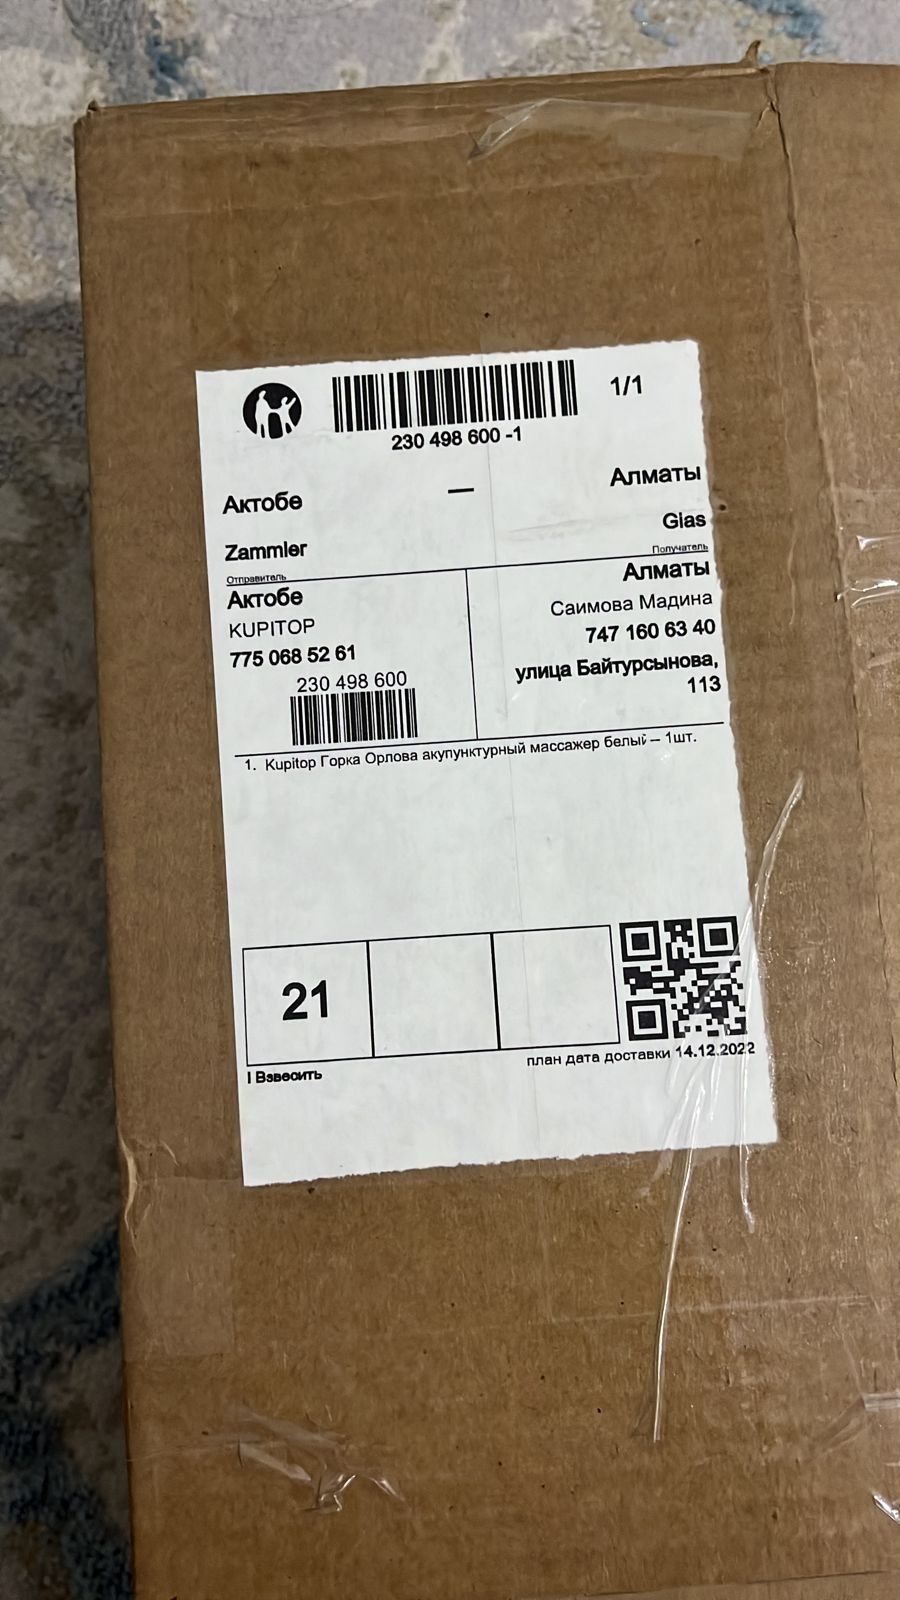 1/1
230 498 600 -1
Актобе — Алматы
Zammler Glas
Отправитель Получатель
Актобе
KUPITOP
775 068 52 61
230 498 600
Алматы
Саимова Мадина
747 160 63 40
улица Байтурсынова,
113
1. Kupitop Горка Орлова акупунктурный массажер белый – 1шт.
21
| Взвесить
план дата доставки 14.12.2022